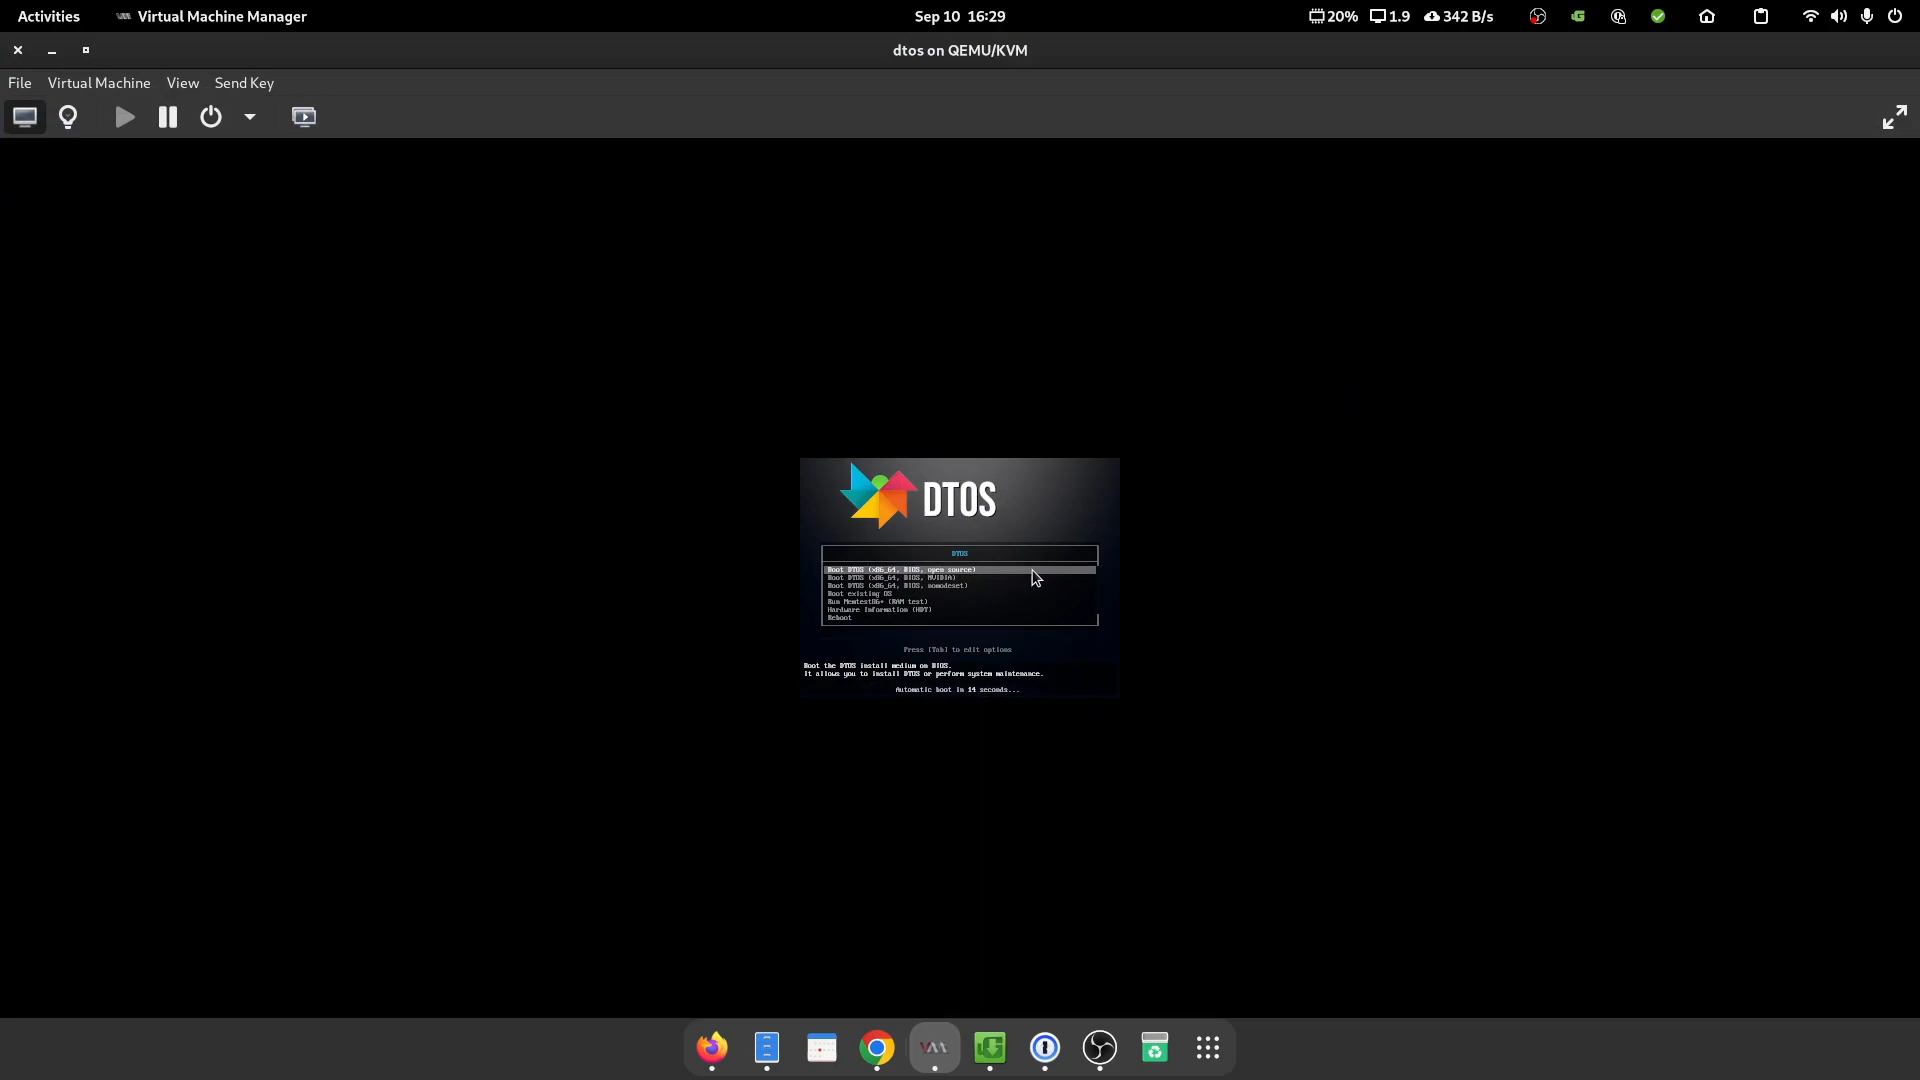 Activities Virtual Machine Manager Sep 10 16:29 20% 1.9 342 B/s
dtos on QEMU/KVM
File Virtual Machine View Send Key
DTOS
DTOS
Boot DTOS (x86_64, BIOS, open source)
Boot DTOS (x86_64, BIOS, NVIDIA)
Boot DTOS (x86_64, BIOS, nomodeset)
Boot existing OS
Run Memtest86+ (RAM test)
Hardware Information (HDT)
Reboot
Press [Tab] to edit options
Boot the DTOS install medium on BIOS.
It allows you to install DTOS or perform system maintenance.
Automatic boot in 14 seconds...